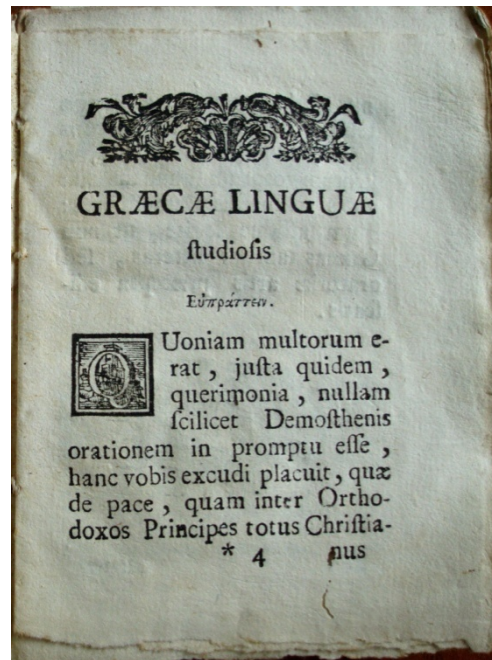 GRÆCÆ LINGUÆ
ſtudioſis
Εὐπράττειν.
QUoniam multorum e-
rat, juſta quidem,
querimonia, nullam
ſcilicet Demoſthenis
orationem in promptu eſſe,
hanc vobis excudi placuit, quæ
de pace, quam inter Ortho-
doxos Principes totus Chriſtia-
* 4 nus